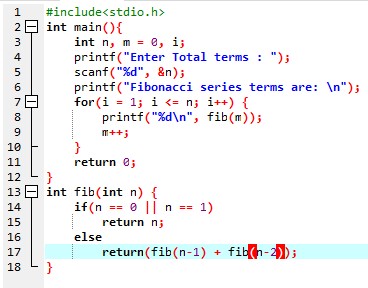 1 #include<stdio.h>
2 int main(){
3 int n, m = 0, i;
4 printf("Enter Total terms : ");
5 scanf("%d", &n);
6 printf("Fibonacci series terms are: \n");
7 for(i = 1; i <= n; i++) {
8 printf("%d\n", fib(m));
9 m++;
10 }
11 return 0;
12 }
13 int fib(int n) {
14 if(n == 0 || n == 1)
15 return n;
16 else
17 return(fib(n-1) + fib(n-2));
18 }